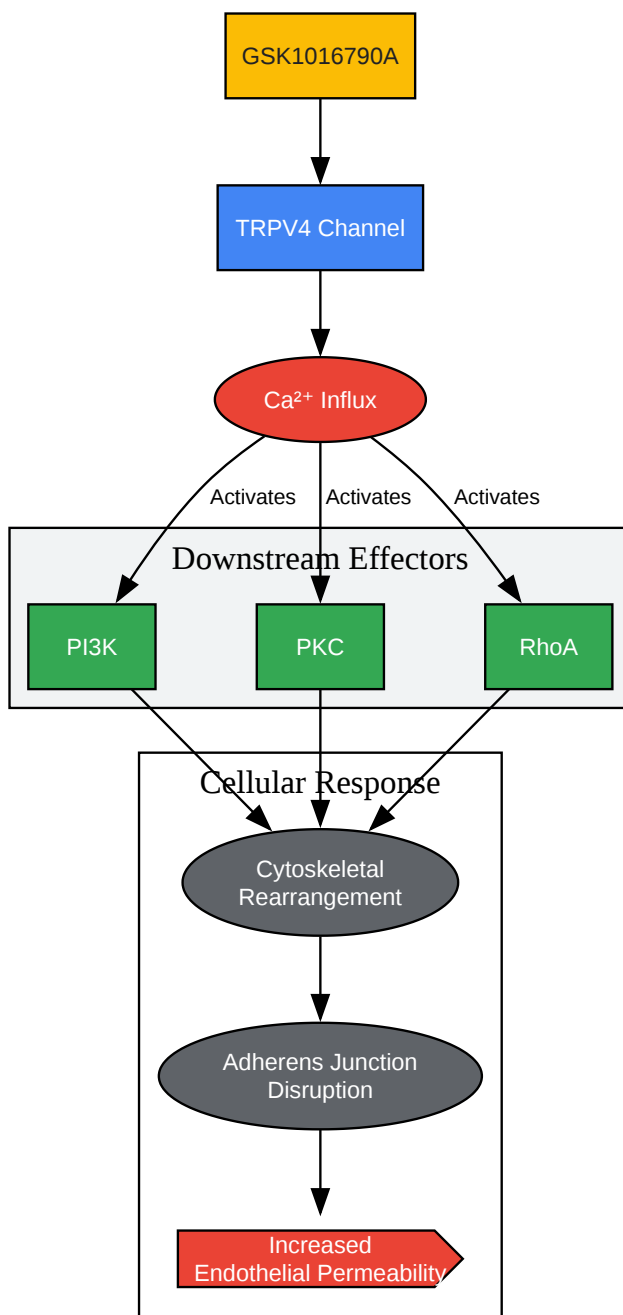 GSK1016790A
TRPV4 Channel
Ca²⁺ Influx
Activates
Activates
Activates
Downstream Effectors
PI3K
PKC
RhoA
Cellular Response
Cytoskeletal
Rearrangement
Adherens Junction
Disruption
Increased
Endothelial Permeability